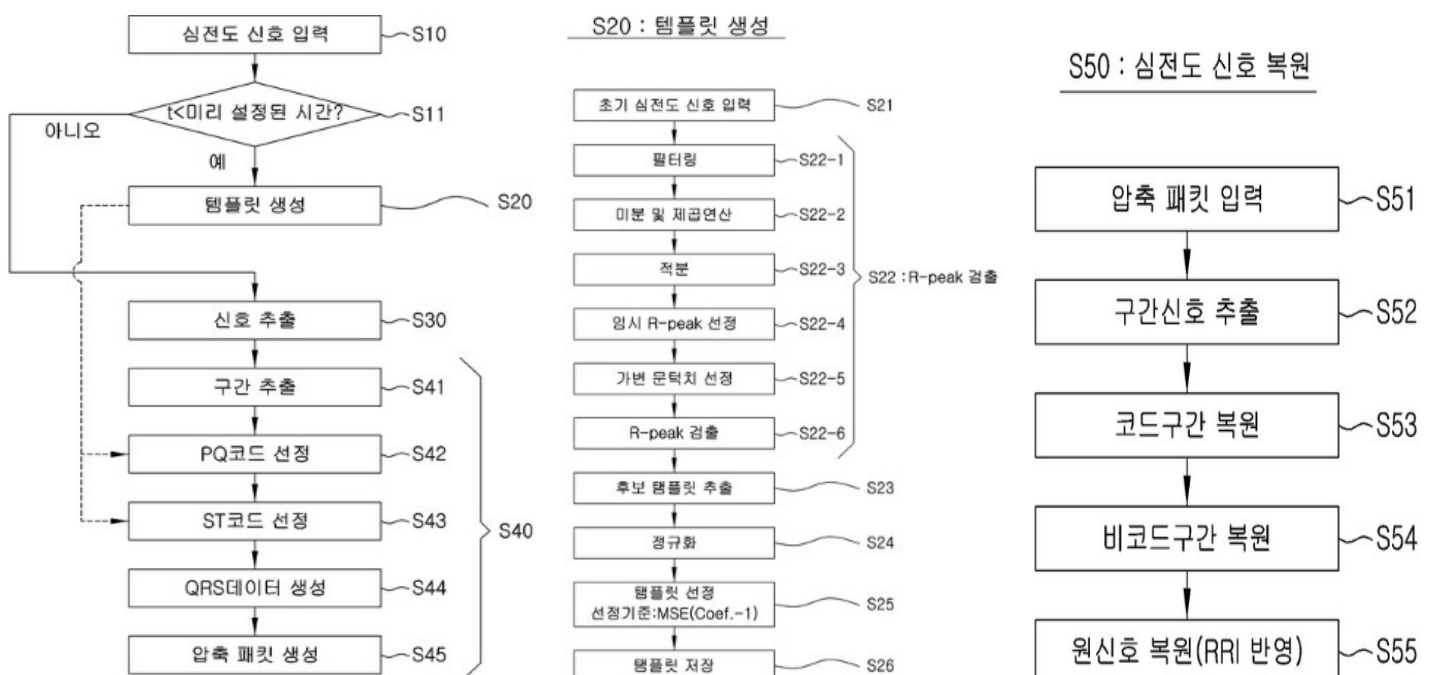 심전도 신호 입력
S10
t<미리 설정된 시간?
S11
아니오
예
템플릿 생성
S20
신호 추출
S30
구간 추출
S41
PQ코드 선정
S42
ST코드 선정
S43
S40
QRS데이터 생성
S44
압축 패킷 생성
S45
S20 : 템플릿 생성
초기 심전도 신호 입력
S21
필터링
S22-1
미분 및 제곱연산
S22-2
적분
S22-3
S22 : R-peak 검출
임시 R-peak 선정
S22-4
가변 문턱치 선정
S22-5
R-peak 검출
S22-6
후보 탬플릿 추출
S23
정규화
S24
탬플릿 선정
선정기준:MSE(Coef.-1)
S25
탬플릿 저장
S26
S50 : 심전도 신호 복원
압축 패킷 입력
S51
구간신호 추출
S52
코드구간 복원
S53
비코드구간 복원
S54
원신호 복원(RRI 반영)
S55